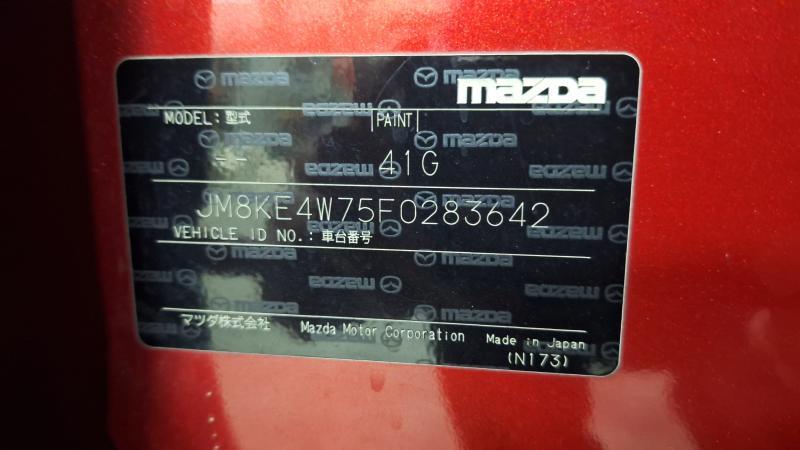 mazda
MODEL: 型式 PAINT
-- 41G
JM8KE4W75F0283642
VEHICLE ID NO.: 車台番号
マツダ株式会社 Mazda Motor Corporation Made in Japan
(N173)